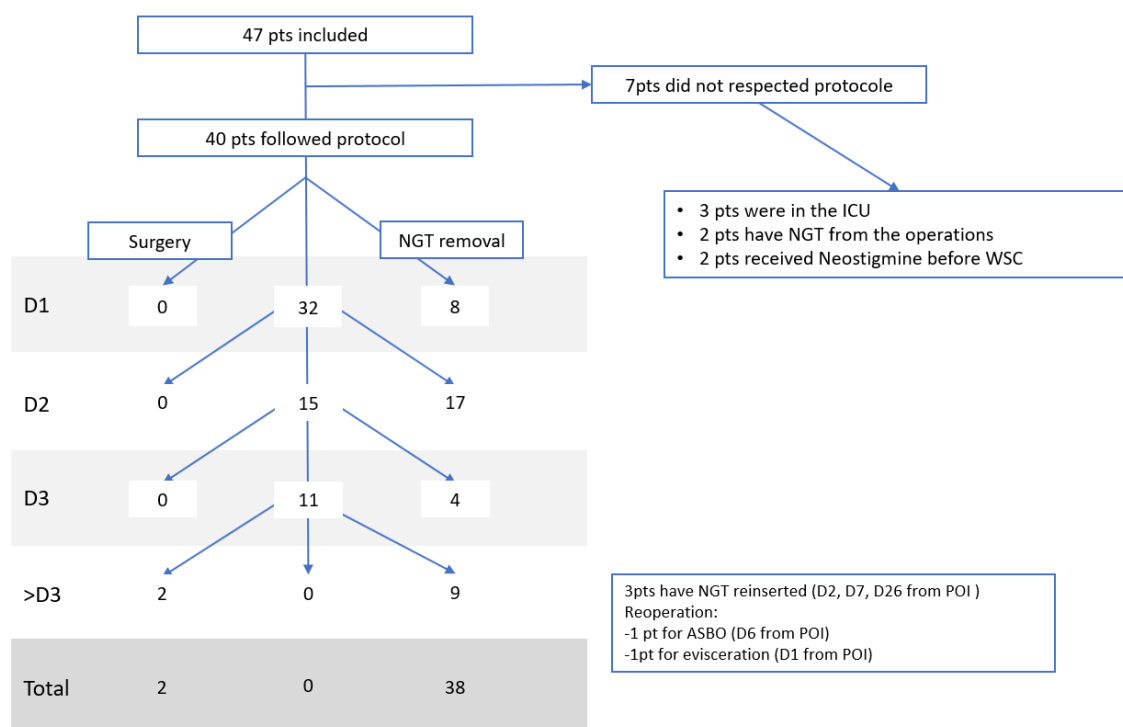 47 pts included
7pts did not respected protocole
40 pts followed protocol
• 3 pts were in the ICU
• 2 pts have NGT from the operations
• 2 pts received Neostigmine before WSC
Surgery NGT removal
D1 0 32 8
D2 0 15 17
D3 0 11 4
>D3 2 0 9
3pts have NGT reinserted (D2, D7, D26 from POI )
Reoperation:
-1 pt for ASBO (D6 from POI)
-1pt for evisceration (D1 from POI)
Total 2 0 38